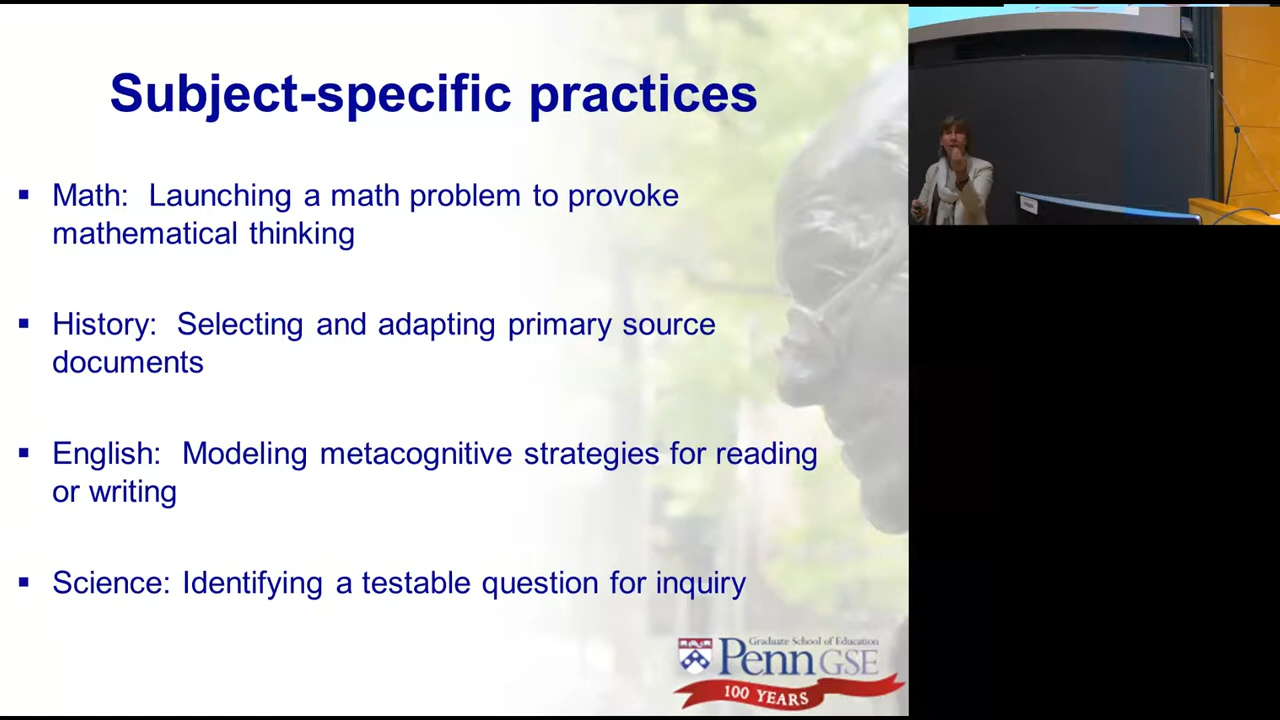 Subject-specific practices
▪ Math: Launching a math problem to provoke
mathematical thinking
▪ History: Selecting and adapting primary source
documents
▪ English: Modeling metacognitive strategies for reading
or writing
▪ Science: Identifying a testable question for inquiry
Graduate School of Education
Penn GSE
100 YEARS